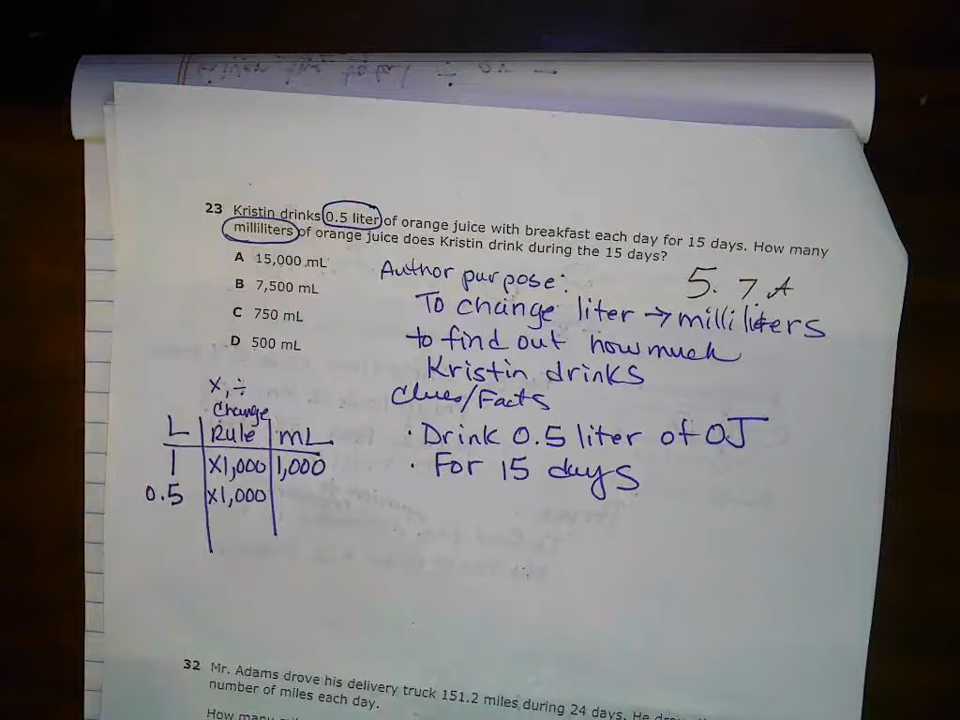 23 Kristin drinks 0.5 liter of orange juice with breakfast each day for 15 days. How many
milliliters of orange juice does Kristin drink during the 15 days?
A 15,000 mL
B 7,500 mL
C 750 mL
D 500 mL
Author purpose:
5.7A
To change liter → milliliters
to find out how much
Kristin drinks
Clues/Facts
· Drink 0.5 liter of OJ
· For 15 days
x, ÷
Change
L Rule mL
1 x1,000 1,000
0.5 x1,000
32 Mr. Adams drove his delivery truck 151.2 miles during 24 days. He
number of miles each day.
How many